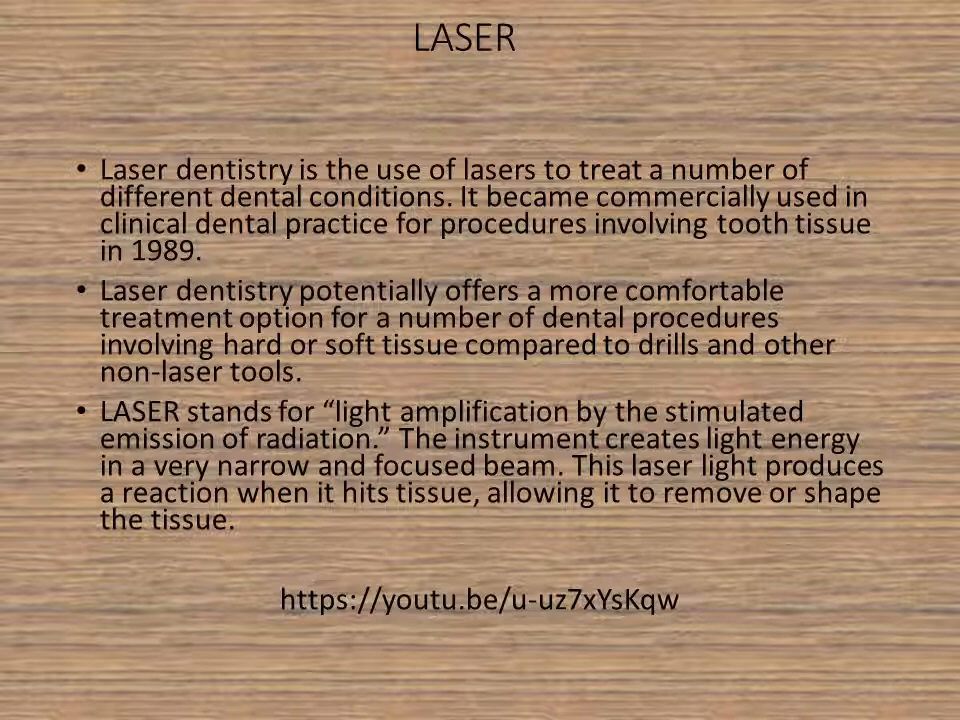 LASER
• Laser dentistry is the use of lasers to treat a number of
different dental conditions. It became commercially used in
clinical dental practice for procedures involving tooth tissue
in 1989.
• Laser dentistry potentially offers a more comfortable
treatment option for a number of dental procedures
involving hard or soft tissue compared to drills and other
non-laser tools.
• LASER stands for “light amplification by the stimulated
emission of radiation.” The instrument creates light energy
in a very narrow and focused beam. This laser light produces
a reaction when it hits tissue, allowing it to remove or shape
the tissue.
https://youtu.be/u-uz7xYsKqw